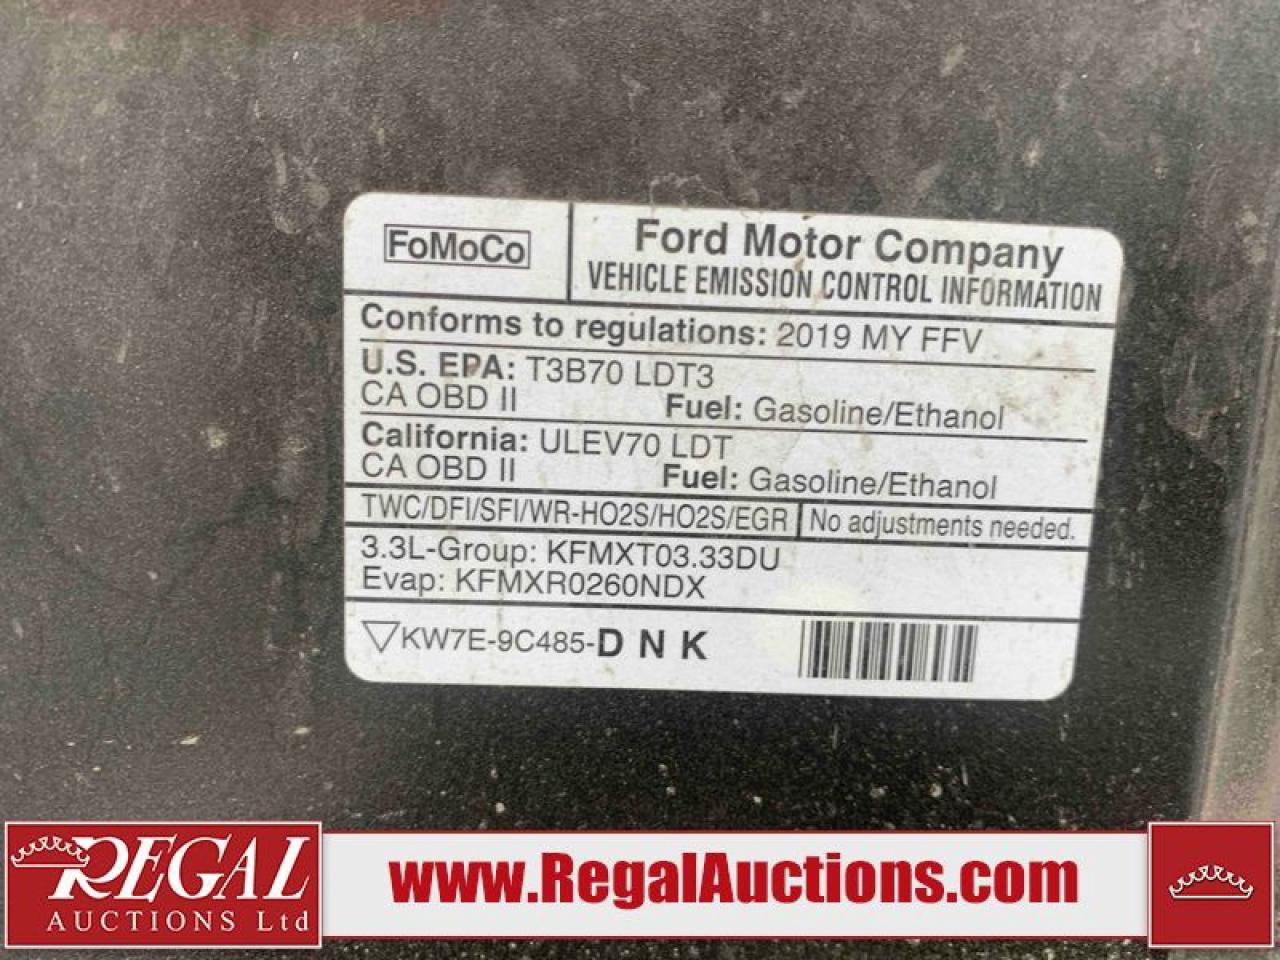 FoMoCo
Ford Motor Company
VEHICLE EMISSION CONTROL INFORMATION
Conforms to regulations: 2019 MY FFV
U.S. EPA: T3B70 LDT3
CA OBD II Fuel: Gasoline/Ethanol
California: ULEV70 LDT
CA OBD II Fuel: Gasoline/Ethanol
TWC/DFI/SFI/WR-HO2S/HO2S/EGR No adjustments needed.
3.3L-Group: KFMXT03.33DU
Evap: KFMXR0260NDX
KW7E-9C485-DNK
REGAL
AUCTIONS Ltd
www.RegalAuctions.com